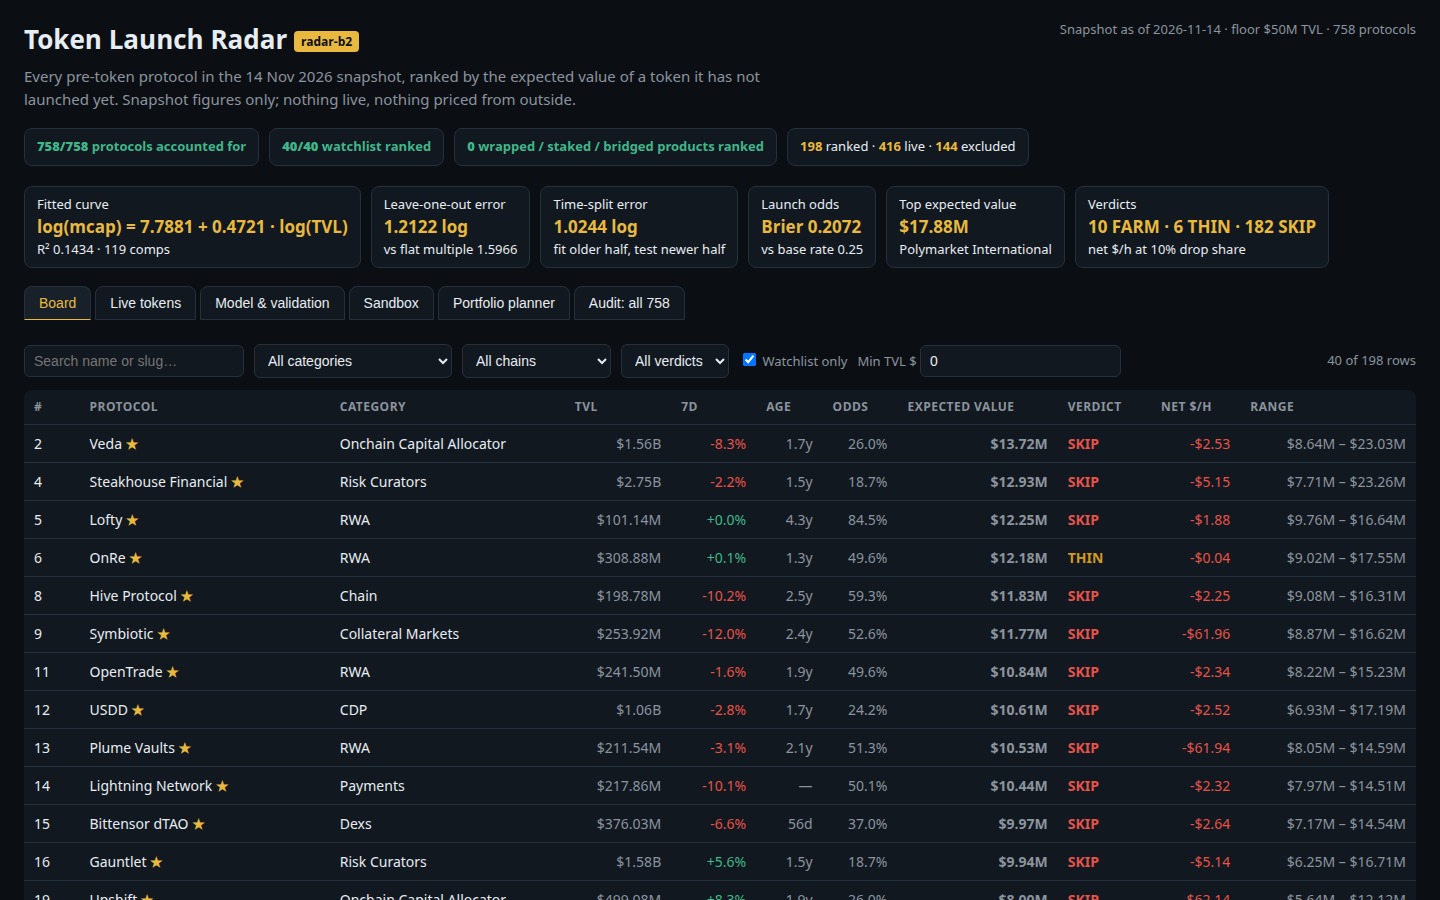 Token Launch Radar radar-b2
Snapshot as of 2026-11-14 · floor $50M TVL · 758 protocols
Every pre-token protocol in the 14 Nov 2026 snapshot, ranked by the expected value of a token it has not
launched yet. Snapshot figures only; nothing live, nothing priced from outside.
758/758 protocols accounted for
40/40 watchlist ranked
0 wrapped / staked / bridged products ranked
198 ranked · 416 live · 144 excluded
Fitted curve
log(mcap) = 7.7881 + 0.4721 · log(TVL)
R² 0.1434 · 119 comps
Leave-one-out error
1.2122 log
vs flat multiple 1.5966
Time-split error
1.0244 log
fit older half, test newer half
Launch odds
Brier 0.2072
vs base rate 0.25
Top expected value
$17.88M
Polymarket International
Verdicts
10 FARM · 6 THIN · 182 SKIP
net $/h at 10% drop share
Board Live tokens Model & validation Sandbox Portfolio planner Audit: all 758
Search name or slug… All categories All chains All verdicts Watchlist only Min TVL $ 0 40 of 198 rows
# PROTOCOL CATEGORY TVL 7D AGE ODDS EXPECTED VALUE VERDICT NET $/H RANGE
2 Veda ★ Onchain Capital Allocator $1.56B -8.3% 1.7y 26.0% $13.72M SKIP -$2.53 $8.64M – $23.03M
4 Steakhouse Financial ★ Risk Curators $2.75B -2.2% 1.5y 18.7% $12.93M SKIP -$5.15 $7.71M – $23.26M
5 Lofty ★ RWA $101.14M +0.0% 4.3y 84.5% $12.25M SKIP -$1.88 $9.76M – $16.64M
6 OnRe ★ RWA $308.88M +0.1% 1.3y 49.6% $12.18M THIN -$0.04 $9.02M – $17.55M
8 Hive Protocol ★ Chain $198.78M -10.2% 2.5y 59.3% $11.83M SKIP -$2.25 $9.08M – $16.31M
9 Symbiotic ★ Collateral Markets $253.92M -12.0% 2.4y 52.6% $11.77M SKIP -$61.96 $8.87M – $16.62M
11 OpenTrade ★ RWA $241.50M -1.6% 1.9y 49.6% $10.84M SKIP -$2.34 $8.22M – $15.23M
12 USDD ★ CDP $1.06B -2.8% 1.7y 24.2% $10.61M SKIP -$2.52 $6.93M – $17.19M
13 Plume Vaults ★ RWA $211.54M -3.1% 2.1y 51.3% $10.53M SKIP -$61.94 $8.05M – $14.59M
14 Lightning Network ★ Payments $217.86M -10.1% — 50.1% $10.44M SKIP -$2.32 $7.97M – $14.51M
15 Bittensor dTAO ★ Dexs $376.03M -6.6% 56d 37.0% $9.97M SKIP -$2.64 $7.17M – $14.54M
16 Gauntlet ★ Risk Curators $1.58B +5.6% 1.5y 18.7% $9.94M SKIP -$5.14 $6.25M – $16.71M
19 Upshift ★ Onchain Capital Allocator +8.3% 1.9y 26.0% SKIP